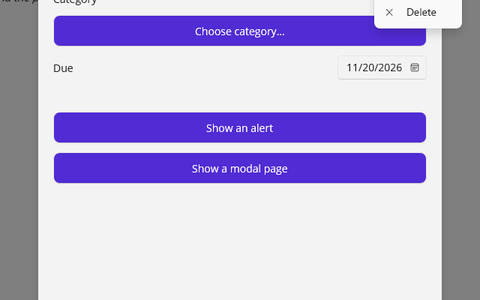 Category
Delete
Choose category...
Due
11/20/2026
Show an alert
Show a modal page